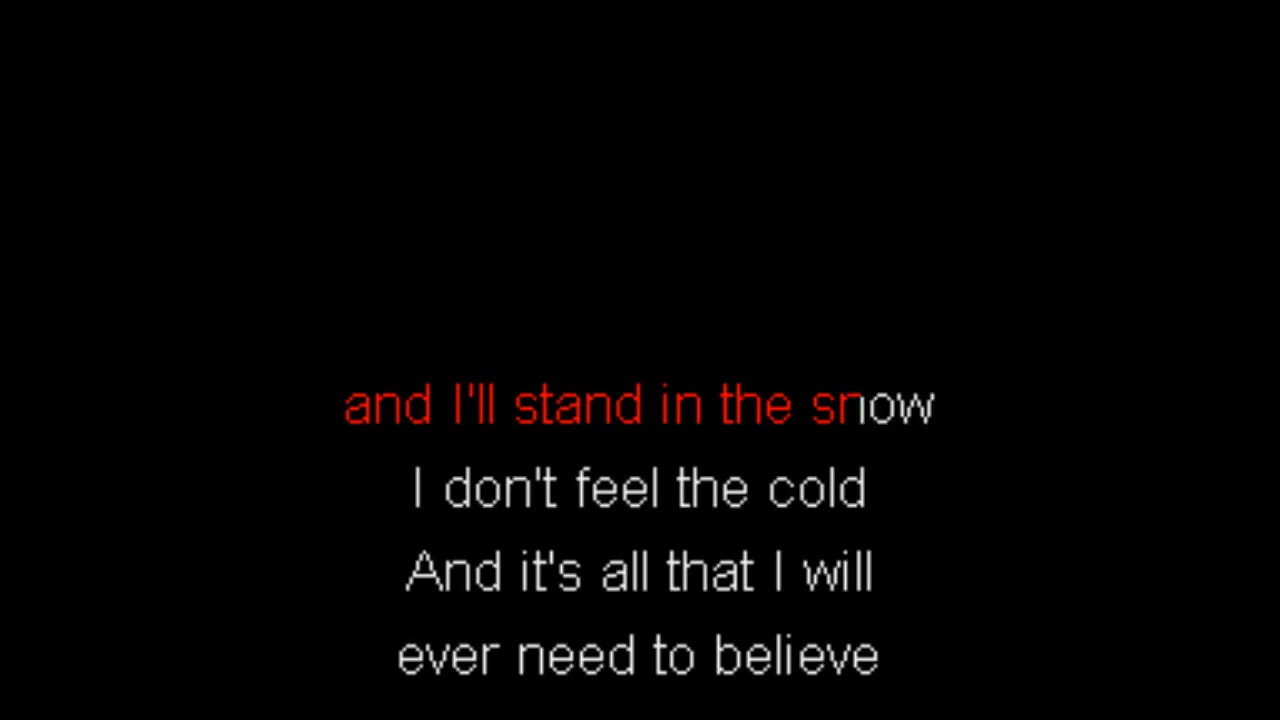 and I'll stand in the snow
I don't feel the cold
And it's all that I will
ever need to believe